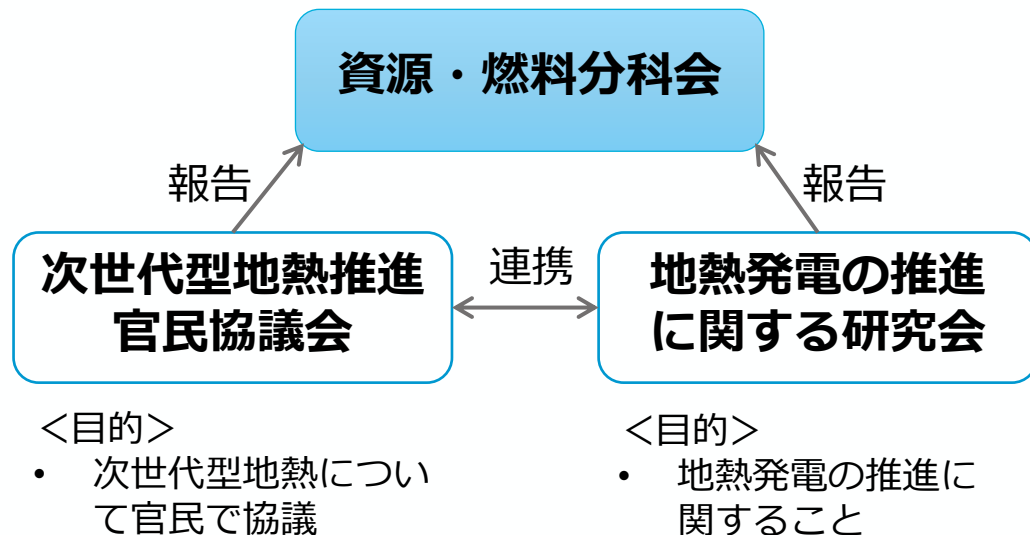 資源・燃料分科会
報告
報告
次世代型地熱推進
官民協議会
連携
地熱発電の推進
に関する研究会
＜目的＞
• 次世代型地熱につい
て官民で協議
＜目的＞
• 地熱発電の推進に
関すること